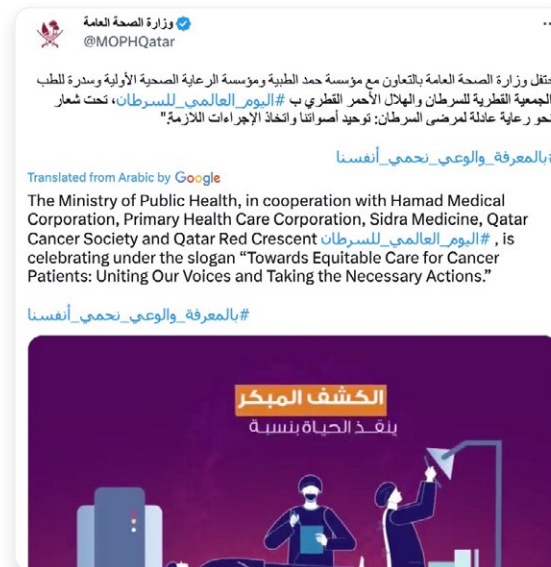 وزارة الصحة العامة
@MOPHQatar
تحتفل وزارة الصحة العامة بالتعاون مع مؤسسة حمد الطبية ومؤسسة الرعاية الصحية الأولية وسدرة للطب
الجمعية القطرية للسرطان والهلال الأحمر القطري ب #اليوم_العالمي_للسرطان، تحت شعار
نحو رعاية عادلة لمرضى السرطان: توحيد أصواتنا واتخاذ الإجراءات اللازمة."
#بالمعرفة_والوعي_نحمي_أنفسنا
Translated from Arabic by Google
The Ministry of Public Health, in cooperation with Hamad Medical
Corporation, Primary Health Care Corporation, Sidra Medicine, Qatar
Cancer Society and Qatar Red Crescent #اليوم_العالمي_للسرطان , is
celebrating under the slogan “Towards Equitable Care for Cancer
Patients: Uniting Our Voices and Taking the Necessary Actions.”
#بالمعرفة_والوعي_نحمي_أنفسنا
الكشف المبكر
ينقذ الحياة بنسبة